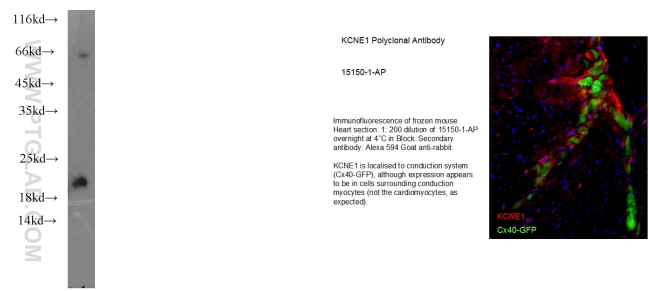 116kd→
66kd→
45kd→
35kd→
25kd→
18kd→
14kd→
WWW.PTGLAB.COM
KCNE1 Polyclonal Antibody
15150-1-AP
Immunofluorescence of frozen mouse
Heart section. 1: 200 dilution of 15150-1-AP
overnight at 4°C in Block. Secondary
antibody: Alexa 594 Goat anti-rabbit.
KCNE1 is localised to conduction system
(Cx40-GFP), although expression appears
to be in cells surrounding conduction
myocytes (not the cardiomyocytes, as
expected).
KCNE1
Cx40-GFP